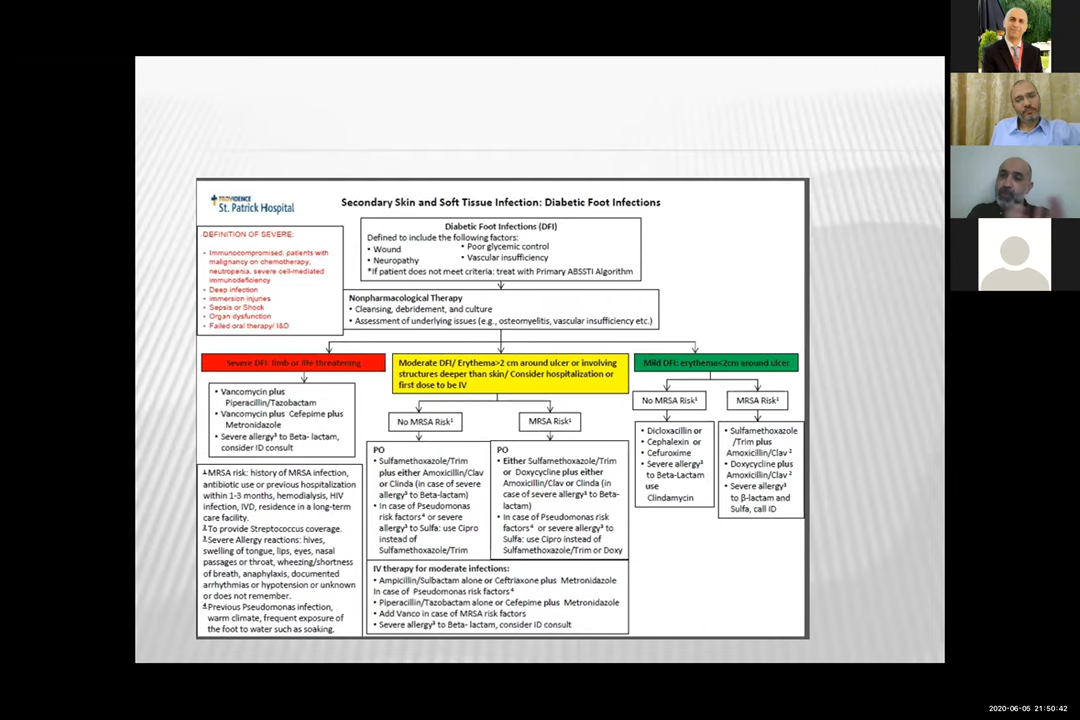 PROVIDENCE
St. Patrick Hospital
Secondary Skin and Soft Tissue Infection: Diabetic Foot Infections
DEFINITION OF SEVERE:
• Immunocompromised, patients with
malignancy on chemotherapy,
neutropenia, severe cell-mediated
immunodeficiency
• Deep infection
• immersion injuries
• Sepsis or Shock
• Organ dysfunction
• Failed oral therapy/ I&D
Diabetic Foot Infections (DFI)
Defined to include the following factors:
• Wound
• Neuropathy
• Poor glycemic control
• Vascular insufficiency
*If patient does not meet criteria: treat with Primary ABSSTI Algorithm
Nonpharmacological Therapy
• Cleansing, debridement, and culture
• Assessment of underlying issues (e.g., osteomyelitis, vascular insufficiency etc.)
Severe DFI: limb or life threatening
• Vancomycin plus
Piperacillin/Tazobactam
• Vancomycin plus Cefepime plus
Metronidazole
• Severe allergy³ to Beta- lactam,
consider ID consult
Moderate DFI/ Erythema>2 cm around ulcer or involving
structures deeper than skin/ Consider hospitalization or
first dose to be IV
No MRSA Risk¹
PO
• Sulfamethoxazole/Trim
plus either Amoxicillin/Clav
or Clinda (in case of severe
allergy³ to Beta-lactam)
• In case of Pseudomonas
risk factors⁴ or severe
allergy³ to Sulfa: use Cipro
instead of
Sulfamethoxazole/Trim
MRSA Risk¹
PO
• Either Sulfamethoxazole/Trim
or Doxycycline plus either
Amoxicillin/Clav or Clinda (in
case of severe allergy³ to Beta-
lactam)
• In case of Pseudomonas risk
factors⁴ or severe allergy³ to
Sulfa: use Cipro instead of
Sulfamethoxazole/Trim or Doxy
IV therapy for moderate infections:
• Ampicillin/Sulbactam alone or Ceftriaxone plus Metronidazole
In case of Pseudomonas risk factors⁴
• Piperacillin/Tazobactam alone or Cefepime plus Metronidazole
• Add Vanco in case of MRSA risk factors
• Severe allergy³ to Beta- lactam, consider ID consult
Mild DFI: erythema≤2cm around ulcer
No MRSA Risk¹
• Dicloxacillin or
• Cephalexin or
• Cefuroxime
• Severe allergy³
to Beta-Lactam
use
Clindamycin
MRSA Risk¹
• Sulfamethoxazole
/Trim plus
Amoxicillin/Clav ²
• Doxycycline plus
Amoxicillin/Clav ²
• Severe allergy³
to β-lactam and
Sulfa, call ID
1 MRSA risk: history of MRSA infection,
antibiotic use or previous hospitalization
within 1-3 months, hemodialysis, HIV
infection, IVD, residence in a long-term
care facility.
2 To provide Streptococcus coverage.
3 Severe Allergy reactions: hives,
swelling of tongue, lips, eyes, nasal
passages or throat, wheezing/shortness
of breath, anaphylaxis, documented
arrhythmias or hypotension or unknown
or does not remember.
4 Previous Pseudomonas infection,
warm climate, frequent exposure of
the foot to water such as soaking.
2020-06-05 21:50:42